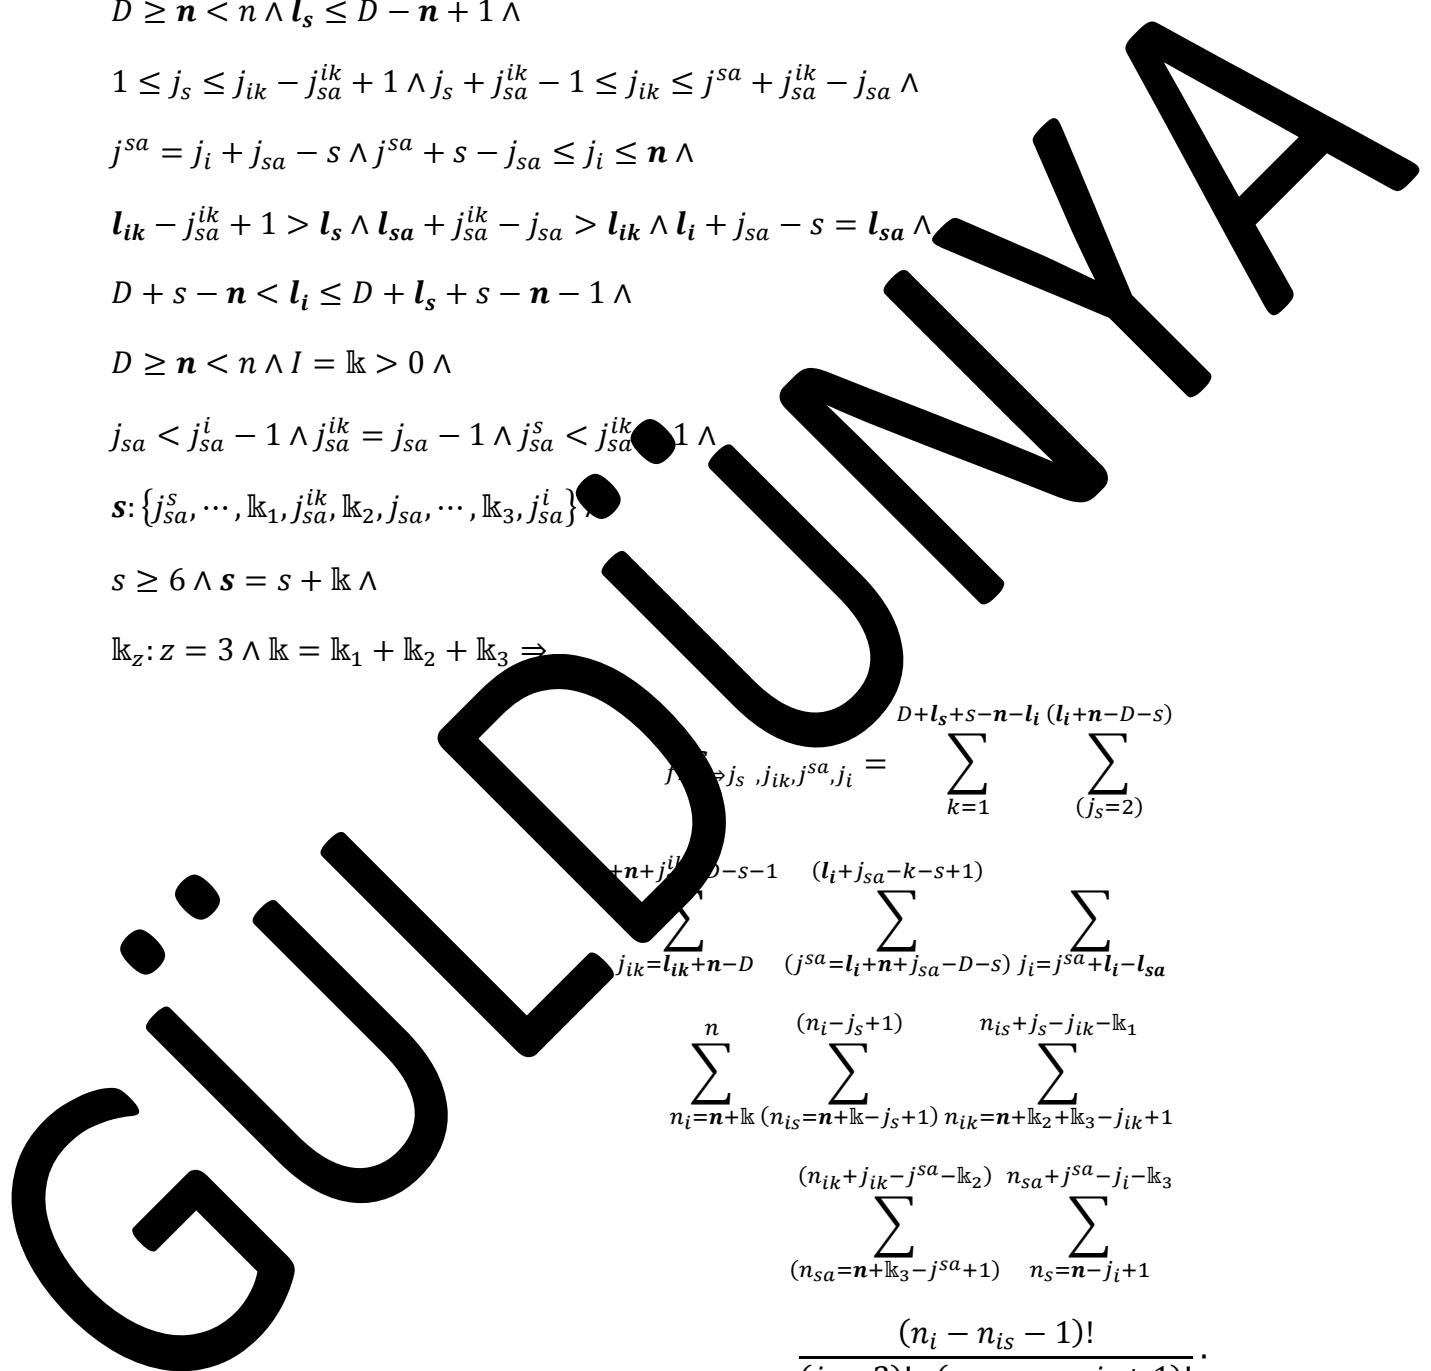 D ≥ n < n ∧ l_s ≤ D − n + 1 ∧
1 ≤ j_s ≤ j_{ik} − j_{sa}^{ik} + 1 ∧ j_s + j_{sa}^{ik} − 1 ≤ j_{ik} ≤ j^{sa} + j_{sa}^{ik} − j_{sa} ∧
j^{sa} = j_i + j_{sa} − s ∧ j^{sa} + s − j_{sa} ≤ j_i ≤ n ∧
l_{ik} − j_{sa}^{ik} + 1 > l_s ∧ l_{sa} + j_{sa}^{ik} − j_{sa} > l_{ik} ∧ l_i + j_{sa} − s = l_{sa} ∧
D + s − n < l_i ≤ D + l_s + s − n − 1 ∧
D ≥ n < n ∧ I = 𝕜 > 0 ∧
j_{sa} < j_{sa}^{i} − 1 ∧ j_{sa}^{ik} = j_{sa} − 1 ∧ j_{sa}^{s} < j_{sa}^{ik} 1 ∧
s: {j_{sa}^{s}, ⋯, 𝕜_1, j_{sa}^{ik}, 𝕜_2, j_{sa}, ⋯, 𝕜_3, j_{sa}^{i}}
s ≥ 6 ∧ s = s + 𝕜 ∧
𝕜_z: z = 3 ∧ 𝕜 = 𝕜_1 + 𝕜_2 + 𝕜_3 ⇒
⇒j_s ,j_{ik},j^{sa},j_i = ∑_{k=1}^{D+l_s+s−n−l_i} ∑_{(j_s=2)}^{(l_i+n−D−s)}
∑_{j_{ik}=l_{ik}+n−D}^{+n+j D−s−1} ∑_{(j^{sa}=l_i+n+j_{sa}−D−s)}^{(l_i+j_{sa}−k−s+1)} ∑_{j_i=j^{sa}+l_i−l_{sa}}
∑_{n_i=n+𝕜}^{n} ∑_{(n_{is}=n+𝕜−j_s+1)}^{(n_i−j_s+1)} ∑_{n_{ik}=n+𝕜_2+𝕜_3−j_{ik}+1}^{n_{is}+j_s−j_{ik}−𝕜_1}
∑_{(n_{sa}=n+𝕜_3−j^{sa}+1)}^{(n_{ik}+j_{ik}−j^{sa}−𝕜_2)} ∑_{n_s=n−j_i+1}^{n_{sa}+j^{sa}−j_i−𝕜_3}
(n_i − n_{is} − 1)!
GÜLDÜNYA